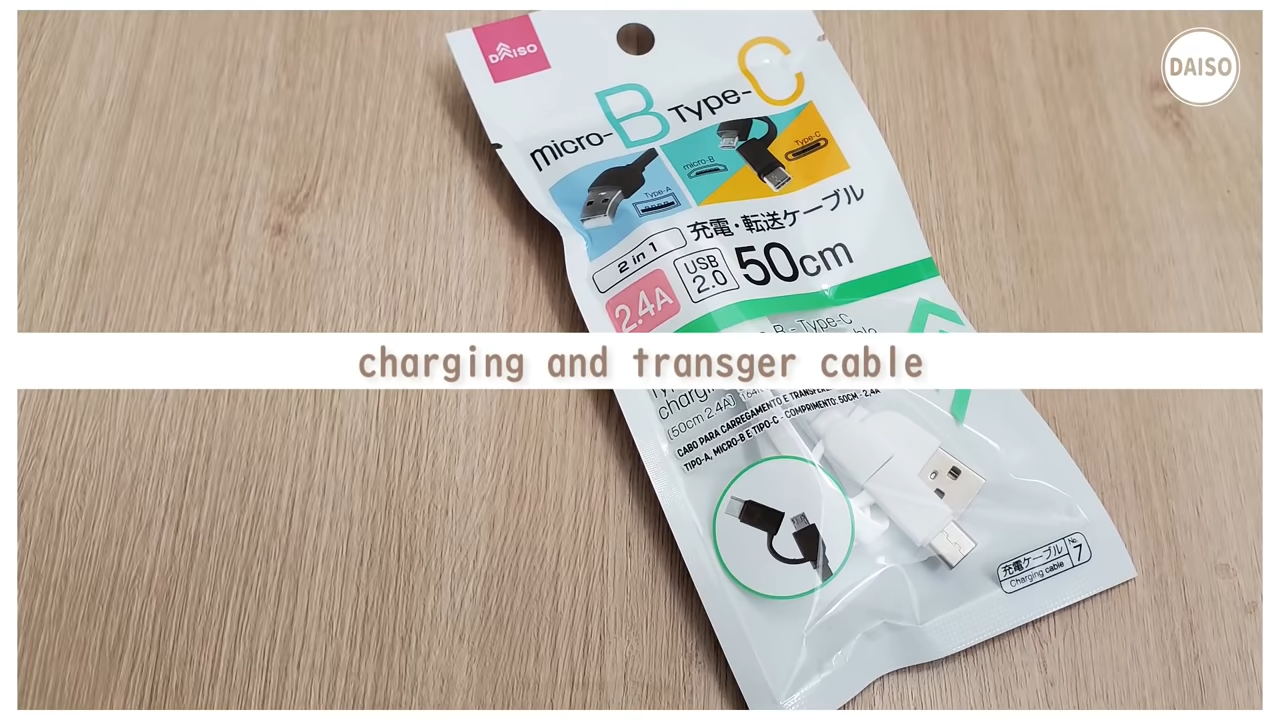 DAISO
DAISO
micro-B Type-C
Type-A
micro-B
Type-C
2 in 1
充電・転送ケーブル
2.4A
USB 2.0
50cm
B - Type-C
charging and transger cable
(50cm 2.4A)
CABO PARA CARREGAMENTO E TRANSFERÊ
TIPO-A, MICRO-B E TIPO-C - COMPRIMENTO: 50CM - 2,4A
充電ケーブル
Charging cable
No. 7